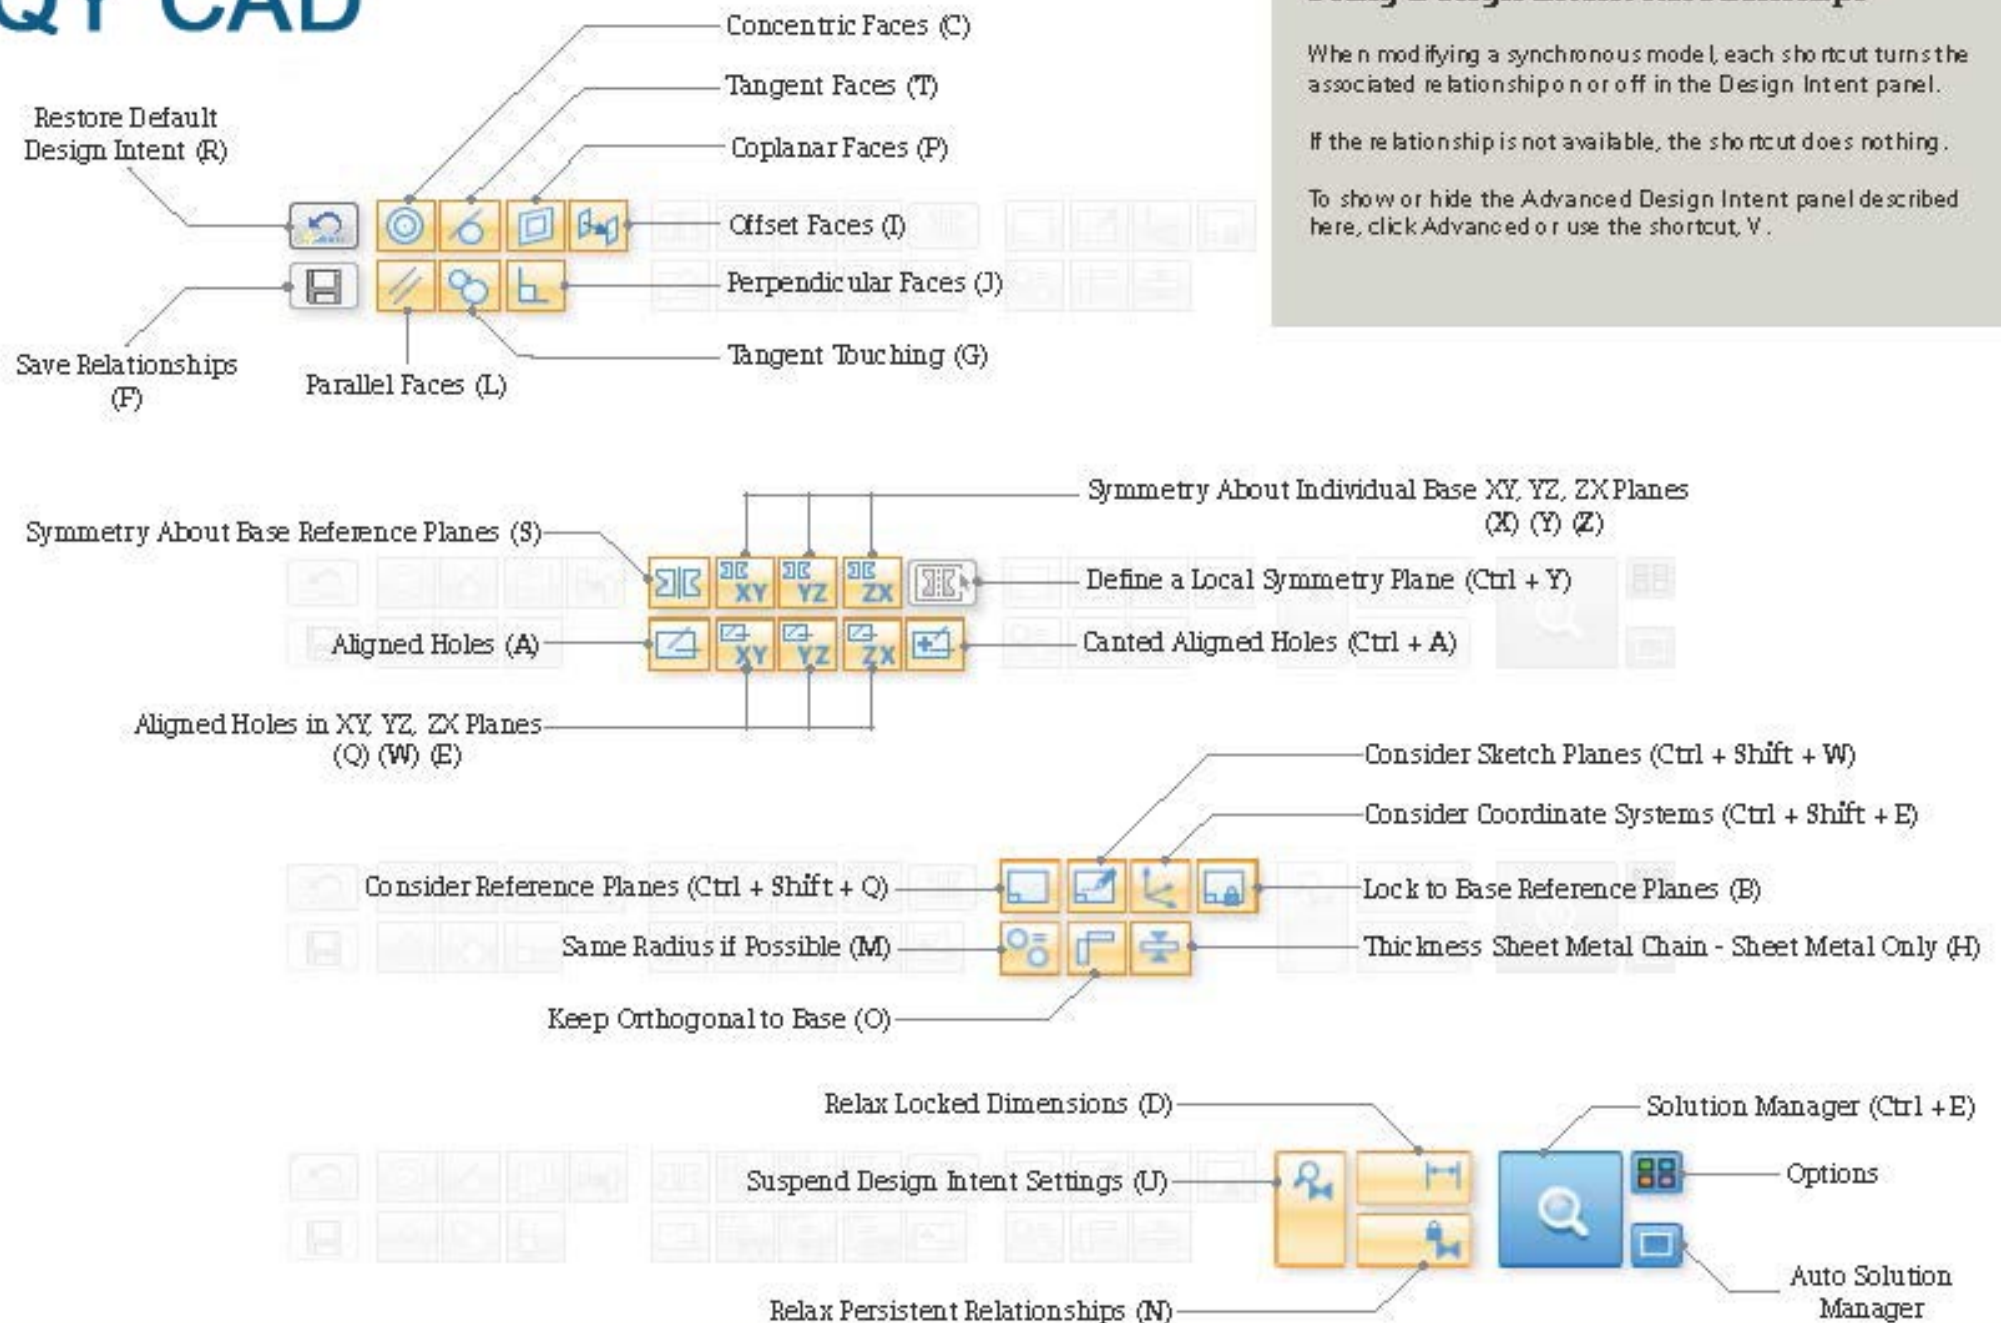 QY CAD
When modifying a synchronous model, each shortcut turns the
associated relationship on or off in the Design Intent panel.
If the relationship is not available, the shortcut does nothing.
To show or hide the Advanced Design Intent panel described
here, click Advanced or use the shortcut, V.
Concentric Faces (C)
Tangent Faces (T)
Coplanar Faces (P)
Offset Faces (I)
Perpendicular Faces (J)
Tangent Touching (G)
Restore Default
Design Intent (R)
Save Relationships
(F)
Parallel Faces (L)
Symmetry About Individual Base XY, YZ, ZX Planes
(X) (Y) (Z)
Symmetry About Base Reference Planes (S)
XY
YZ
ZX
Define a Local Symmetry Plane (Ctrl + Y)
Aligned Holes (A)
XY
YZ
ZX
Canted Aligned Holes (Ctrl + A)
Aligned Holes in XY, YZ, ZX Planes
(Q) (W) (E)
Consider Sketch Planes (Ctrl + Shift + W)
Consider Coordinate Systems (Ctrl + Shift + E)
Consider Reference Planes (Ctrl + Shift + Q)
Lock to Base Reference Planes (B)
Same Radius if Possible (M)
Thickness Sheet Metal Chain - Sheet Metal Only (H)
Keep Orthogonal to Base (O)
Relax Locked Dimensions (D)
Solution Manager (Ctrl +E)
Suspend Design Intent Settings (U)
Options
Auto Solution
Manager
Relax Persistent Relationships (N)